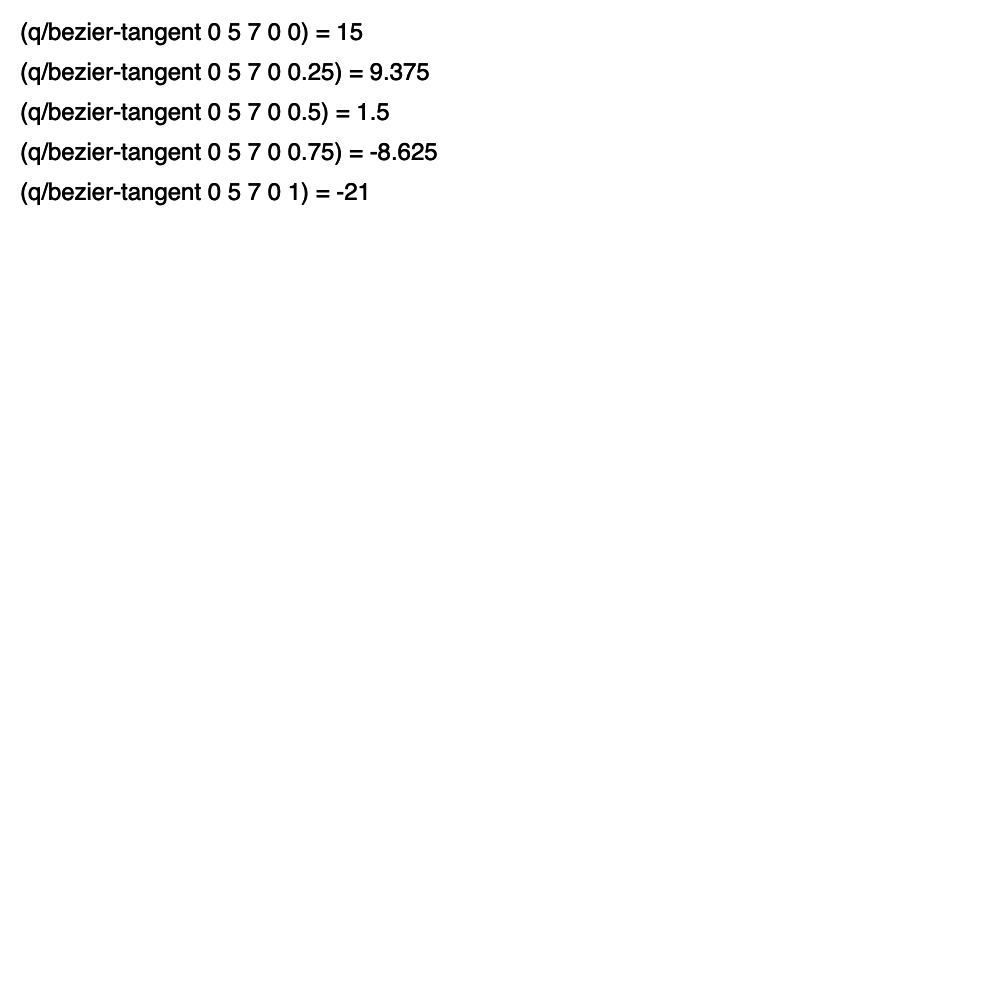 (q/bezier-tangent 0 5 7 0 0) = 15
(q/bezier-tangent 0 5 7 0 0.25) = 9.375
(q/bezier-tangent 0 5 7 0 0.5) = 1.5
(q/bezier-tangent 0 5 7 0 0.75) = -8.625
(q/bezier-tangent 0 5 7 0 1) = -21